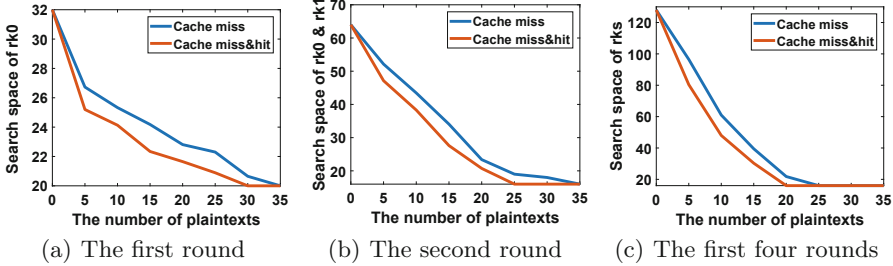 Search space of rk0
32
30
28
26
24
22
20
0 5 10 15 20 25 30 35
The number of plaintexts
Cache miss
Cache miss&hit
(a) The first round
Search space of rk0 & rk1
70
60
50
40
30
20
0 5 10 15 20 25 30 35
The number of plaintexts
Cache miss
Cache miss&hit
(b) The second round
Search space of rks
120
100
80
60
40
20
0 5 10 15 20 25 30 35
The number of plaintexts
Cache miss
Cache miss&hit
(c) The first four rounds